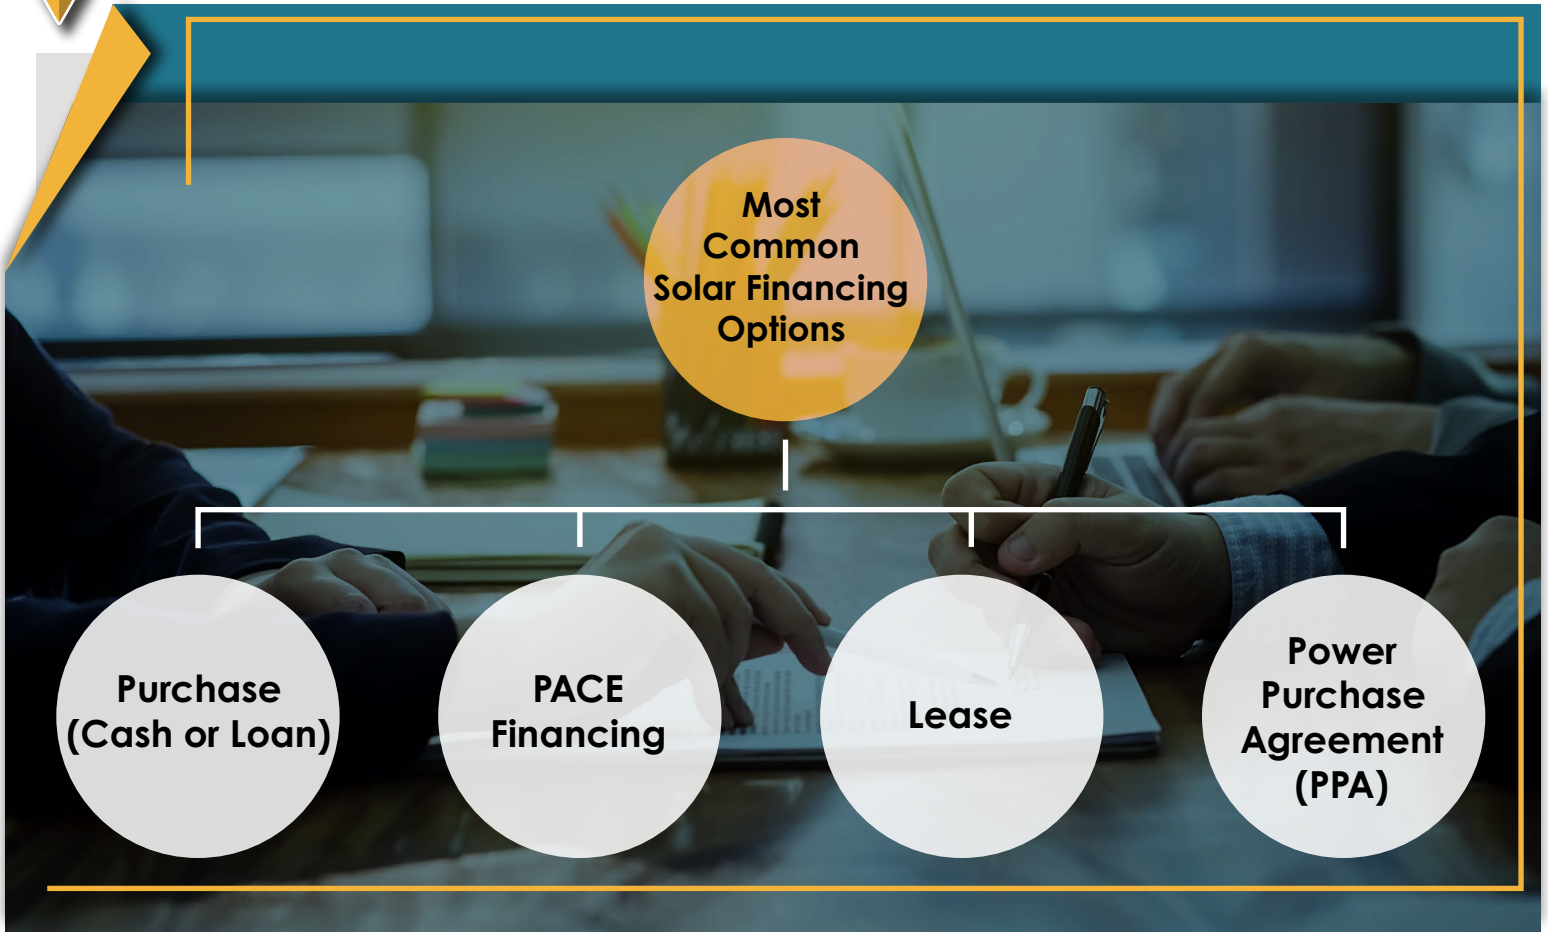 Most
Common
Solar Financing
Options
Purchase
(Cash or Loan)
PACE
Financing
Lease
Power
Purchase
Agreement
(PPA)